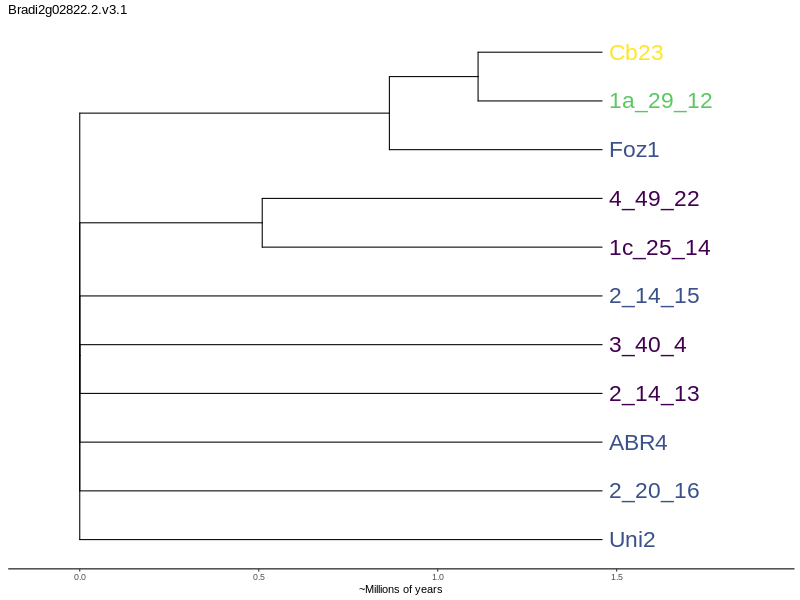 Bradi2g02822.2.v3.1
Cb23
1a_29_12
Foz1
4_49_22
1c_25_14
2_14_15
3_40_4
2_14_13
ABR4
2_20_16
Uni2
0.0 0.5 1.0 1.5
~Millions of years